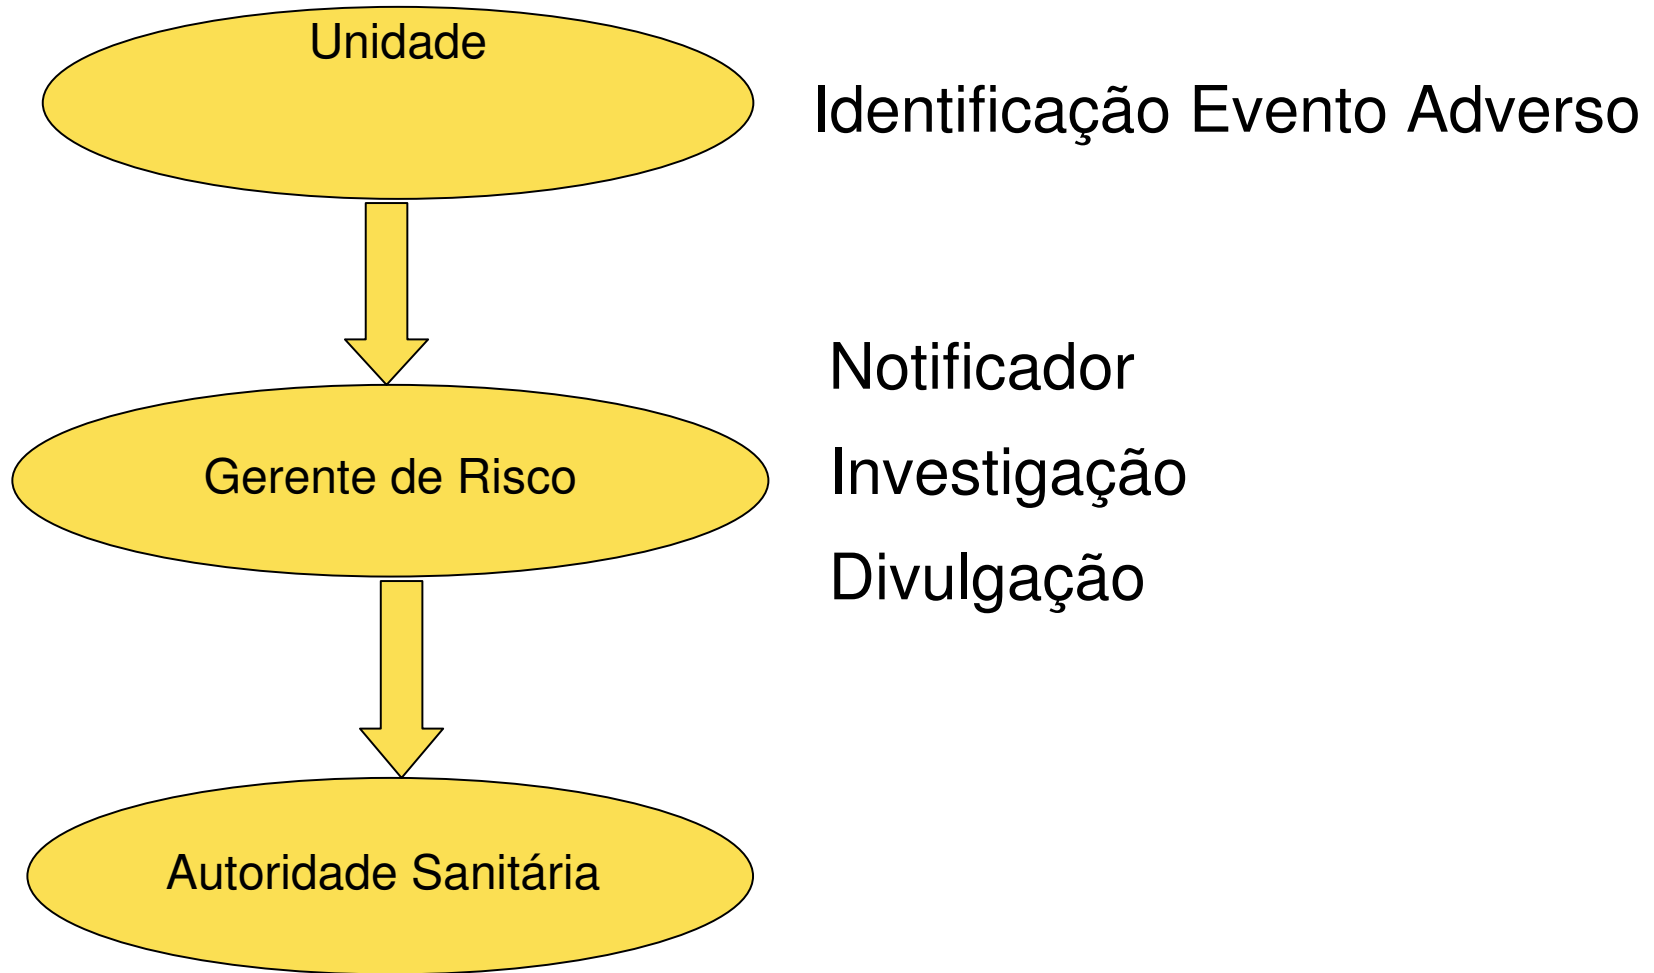 Unidade
Identificação Evento Adverso
Notificador
Gerente de Risco
Investigação
Divulgação
Autoridade Sanitária